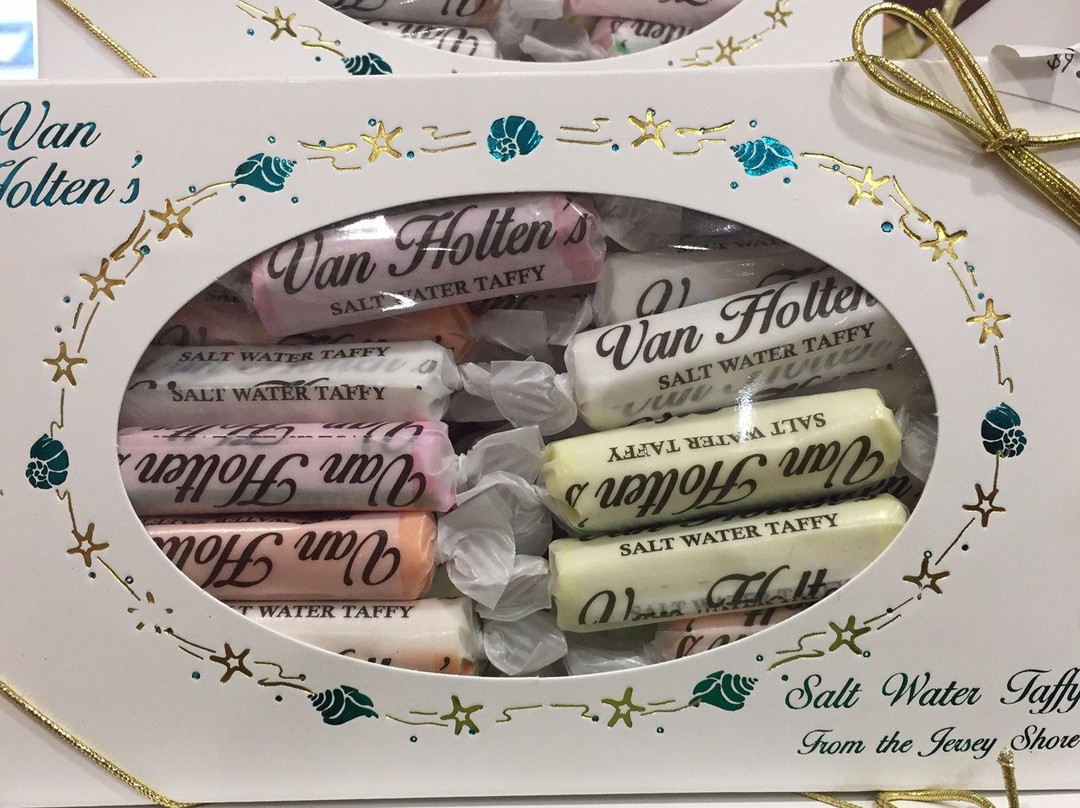 Van
Holten's
$9
Van Holten's
SALT WATER TAFFY
Van Holten
SALT WATER TAFFY
SALT WATER TAFFY
SALT WATER TAFFY
Van Holten's
SALT WATER TAFFY
Van Holten's
Van
SALT WATER TAFFY
WATER TAFFY
Salt Water Taffy
From the Jersey Shore